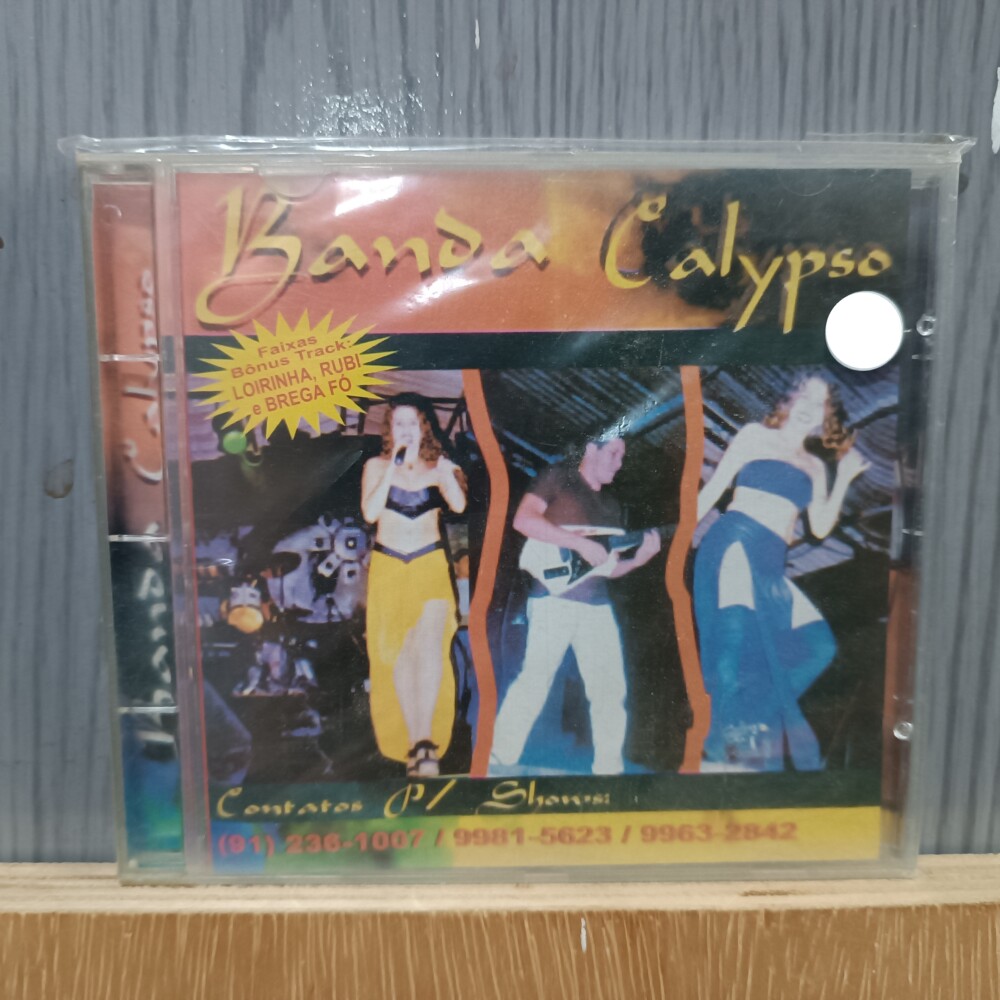 Banda Calypso
Faixas
Bônus Track:
LOIRINHA, RUBI
e BREGA FÓ
Contatos P/ Shows:
(91) 236-1007 / 9981-5623 / 9963-2842
Banda Calypso